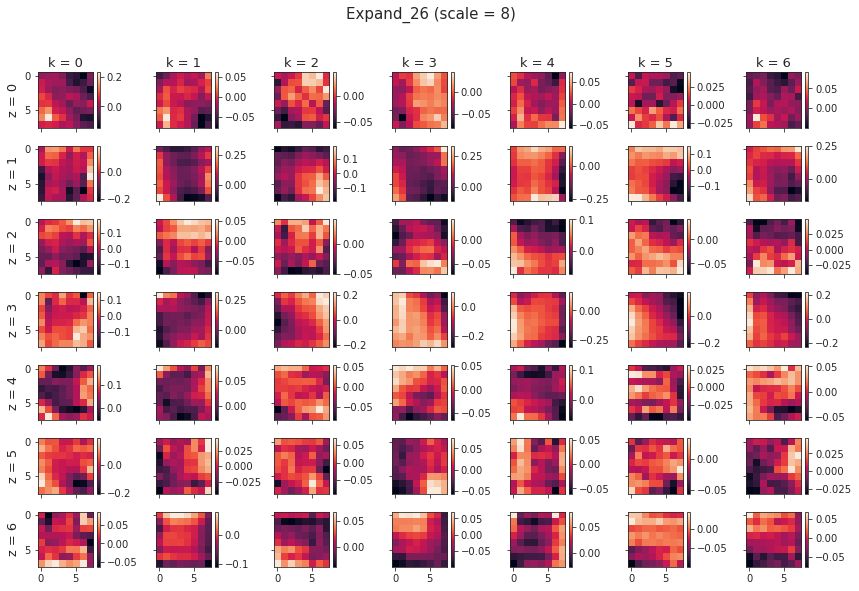 Expand_26 (scale = 8)
k = 0 k = 1 k = 2 k = 3 k = 4 k = 5 k = 6
z = 0 0 5 0.2 0.0 0.05 0.00 −0.05 0.00 −0.05 0.00 −0.05 0.05 0.00 −0.05 0.025 0.000 −0.025 0.05 0.00
z = 1 0 5 0.0 −0.2 0.25 0.00 0.1 0.0 −0.1 0.25 0.00 0.00 −0.25 0.1 0.0 −0.1 0.25 0.00
z = 2 0 5 0.1 0.0 −0.1 0.05 0.00 −0.05 0.00 −0.05 0.05 0.00 −0.05 0.1 0.0 0.00 −0.05 0.025 0.000 −0.025
z = 3 0 5 0.1 0.0 −0.1 0.25 0.00 0.2 0.0 −0.2 0.0 −0.2 0.00 −0.25 0.0 −0.2 0.2 0.0 −0.2
z = 4 0 5 0.1 0.0 0.05 0.00 0.05 0.00 −0.05 0.05 0.00 −0.05 0.1 0.0 0.025 0.000 −0.025 0.05 0.00 −0.05
z = 5 0 5 0.0 −0.2 0.025 0.000 −0.025 0.05 0.00 −0.05 0.05 0.00 −0.05 0.05 0.00 −0.05 0.00 −0.05 0.025 0.000 −0.025
z = 6 0 5 0.05 0.00 −0.05 0.0 −0.1 0.05 0.00 0.05 0.00 −0.05 0.05 0.00 0.00 −0.05 0.05 0.00 −0.05
0 5 0 5 0 5 0 5 0 5 0 5 0 5